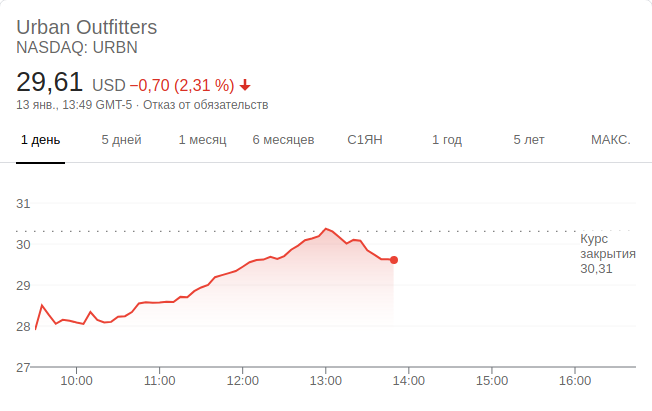 Urban Outfitters
NASDAQ: URBN
29,61 USD −0,70 (2,31 %)
13 янв., 13:49 GMT-5 · Отказ от обязательств
1 день 5 дней 1 месяц 6 месяцев С1ЯН 1 год 5 лет МАКС.
31
30
29
28
27
Курс
закрытия
30,31
10:00 11:00 12:00 13:00 14:00 15:00 16:00